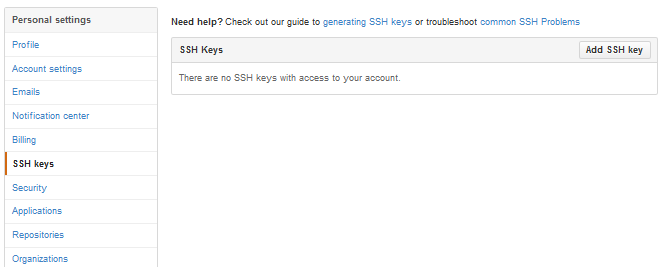 Personal settings
Profile
Account settings
Emails
Notification center
Billing
SSH keys
Security
Applications
Repositories
Organizations
Need help? Check out our guide to generating SSH keys or troubleshoot common SSH Problems
SSH Keys
Add SSH key
There are no SSH keys with access to your account.